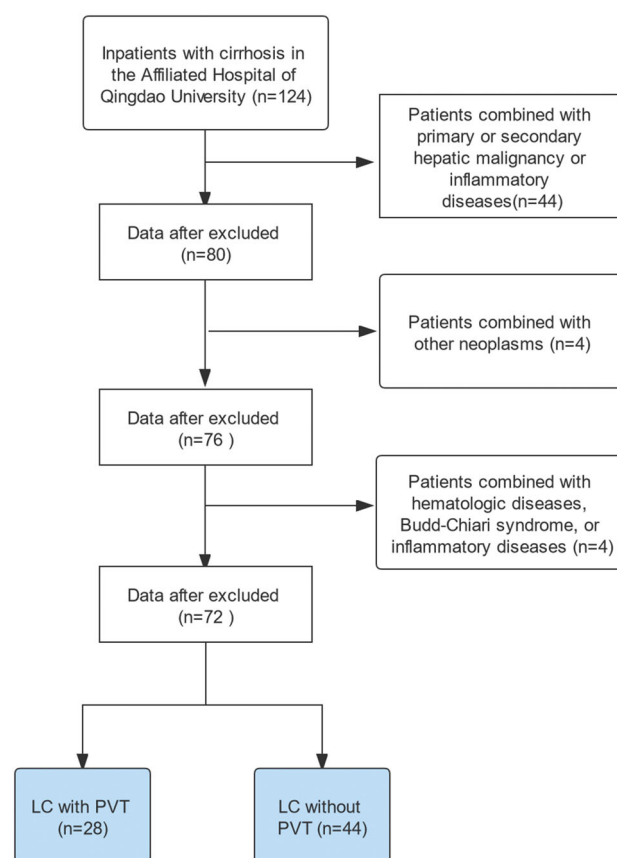 Inpatients with cirrhosis in
the Affiliated Hospital of
Qingdao University (n=124)
Patients combined with
primary or secondary
hepatic malignancy or
inflammatory
diseases(n=44)
Data after excluded
(n=80)
Patients combined with
other neoplasms (n=4)
Data after excluded
(n=76 )
Patients combined with
hematologic diseases,
Budd-Chiari syndrome, or
inflammatory diseases (n=4)
Data after excluded
(n=72 )
LC with PVT
(n=28)
LC without
PVT (n=44)